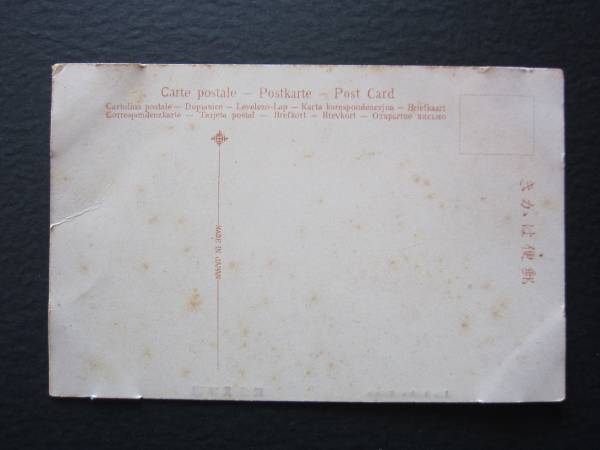 Carte postale – Postkarte – Post Card
Cartolina postale – Dopisnice – Levelezo-Lap – Karta korespondencyjna – Briefkaart
Correspondenzkarte – Tarjeta postal – Brefkort – Brevkort – Открытое письмо
きかは便郵
MADE IN JAPAN